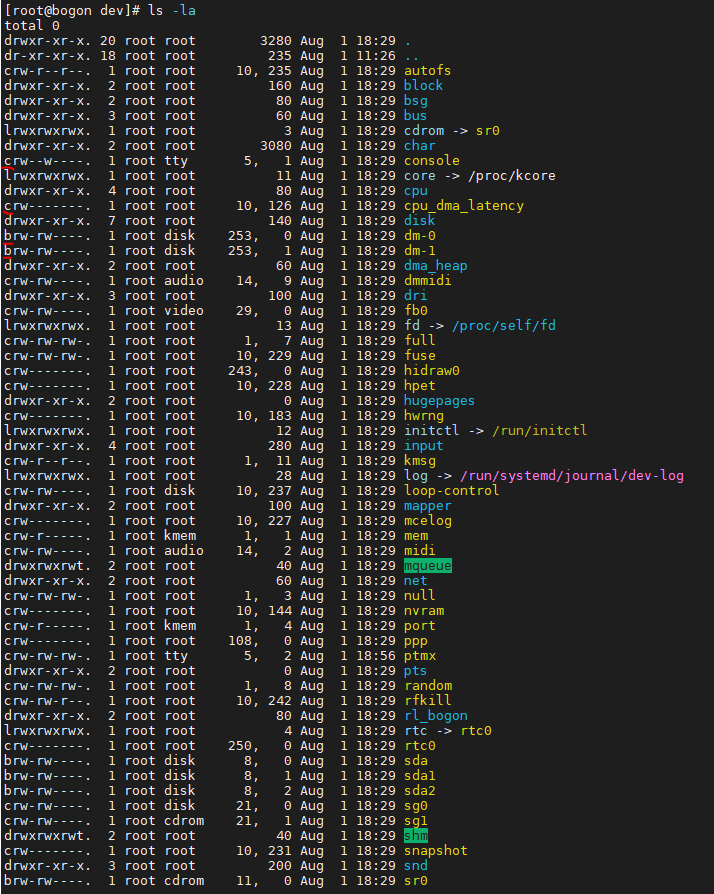 [root@bogon dev]# ls -la
total 0
drwxr-xr-x. 20 root root        3280 Aug  1 18:29 .
dr-xr-xr-x. 18 root root         235 Aug  1 11:26 ..
crw-r--r--.  1 root root     10, 235 Aug  1 18:29 autofs
drwxr-xr-x.  2 root root         160 Aug  1 18:29 block
drwxr-xr-x.  2 root root          80 Aug  1 18:29 bsg
drwxr-xr-x.  3 root root          60 Aug  1 18:29 bus
lrwxrwxrwx.  1 root root           3 Aug  1 18:29 cdrom -> sr0
drwxr-xr-x.  2 root root        3080 Aug  1 18:29 char
crw--w----.  1 root tty       5,   1 Aug  1 18:29 console
lrwxrwxrwx.  1 root root          11 Aug  1 18:29 core -> /proc/kcore
drwxr-xr-x.  4 root root          80 Aug  1 18:29 cpu
crw-------.  1 root root     10, 126 Aug  1 18:29 cpu_dma_latency
drwxr-xr-x.  7 root root         140 Aug  1 18:29 disk
brw-rw----.  1 root disk    253,   0 Aug  1 18:29 dm-0
brw-rw----.  1 root disk    253,   1 Aug  1 18:29 dm-1
drwxr-xr-x.  2 root root          60 Aug  1 18:29 dma_heap
crw-rw----.  1 root audio    14,   9 Aug  1 18:29 dmmidi
drwxr-xr-x.  3 root root         100 Aug  1 18:29 dri
crw-rw----.  1 root video    29,   0 Aug  1 18:29 fb0
lrwxrwxrwx.  1 root root          13 Aug  1 18:29 fd -> /proc/self/fd
crw-rw-rw-.  1 root root      1,   7 Aug  1 18:29 full
crw-rw-rw-.  1 root root     10, 229 Aug  1 18:29 fuse
crw-------.  1 root root    243,   0 Aug  1 18:29 hidraw0
crw-------.  1 root root     10, 228 Aug  1 18:29 hpet
drwxr-xr-x.  2 root root           0 Aug  1 18:29 hugepages
crw-------.  1 root root     10, 183 Aug  1 18:29 hwrng
lrwxrwxrwx.  1 root root          12 Aug  1 18:29 initctl -> /run/initctl
drwxr-xr-x.  4 root root         280 Aug  1 18:29 input
crw-r--r--.  1 root root      1,  11 Aug  1 18:29 kmsg
lrwxrwxrwx.  1 root root          28 Aug  1 18:29 log -> /run/systemd/journal/dev-log
crw-rw----.  1 root disk     10, 237 Aug  1 18:29 loop-control
drwxr-xr-x.  2 root root         100 Aug  1 18:29 mapper
crw-------.  1 root root     10, 227 Aug  1 18:29 mcelog
crw-r-----.  1 root kmem      1,   1 Aug  1 18:29 mem
crw-rw----.  1 root audio    14,   2 Aug  1 18:29 midi
drwxrwxrwt.  2 root root          40 Aug  1 18:29 mqueue
drwxr-xr-x.  2 root root          60 Aug  1 18:29 net
crw-rw-rw-.  1 root root      1,   3 Aug  1 18:29 null
crw-------.  1 root root     10, 144 Aug  1 18:29 nvram
crw-r-----.  1 root kmem      1,   4 Aug  1 18:29 port
crw-------.  1 root root    108,   0 Aug  1 18:29 ppp
crw-rw-rw-.  1 root tty       5,   2 Aug  1 18:56 ptmx
drwxr-xr-x.  2 root root           0 Aug  1 18:29 pts
crw-rw-rw-.  1 root root      1,   8 Aug  1 18:29 random
crw-rw-r--.  1 root root     10, 242 Aug  1 18:29 rfkill
drwxr-xr-x.  2 root root          80 Aug  1 18:29 rl_bogon
lrwxrwxrwx.  1 root root           4 Aug  1 18:29 rtc -> rtc0
crw-------.  1 root root    250,   0 Aug  1 18:29 rtc0
brw-rw----.  1 root disk      8,   0 Aug  1 18:29 sda
brw-rw----.  1 root disk      8,   1 Aug  1 18:29 sda1
brw-rw----.  1 root disk      8,   2 Aug  1 18:29 sda2
crw-rw----.  1 root disk     21,   0 Aug  1 18:29 sg0
crw-rw----.  1 root cdrom    21,   1 Aug  1 18:29 sg1
drwxrwxrwt.  2 root root          40 Aug  1 18:29 shm
crw-------.  1 root root     10, 231 Aug  1 18:29 snapshot
drwxr-xr-x.  3 root root         200 Aug  1 18:29 snd
brw-rw----.  1 root cdrom    11,   0 Aug  1 18:29 sr0